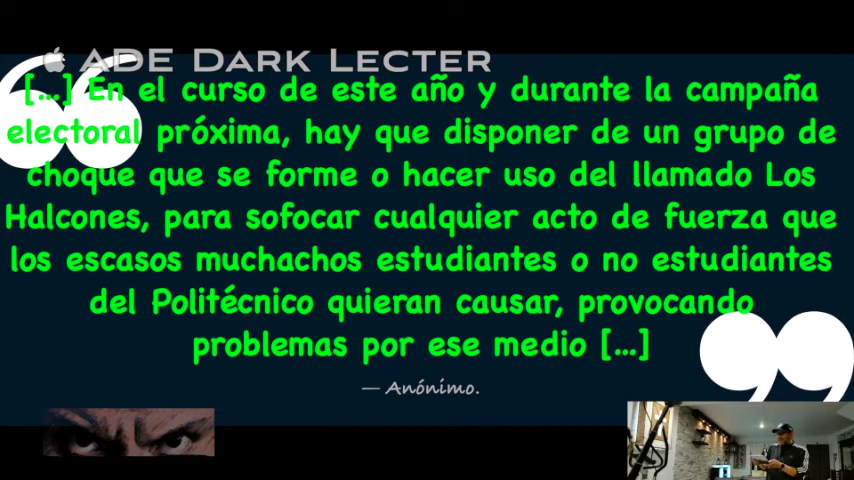 ADE DARK LECTER
[...] En el curso de este año y durante la campaña
electoral próxima, hay que disponer de un grupo de
choque que se forme o hacer uso del llamado Los
Halcones, para sofocar cualquier acto de fuerza que
los escasos muchachos estudiantes o no estudiantes
del Politécnico quieran causar, provocando
problemas por ese medio [...]
— Anónimo.